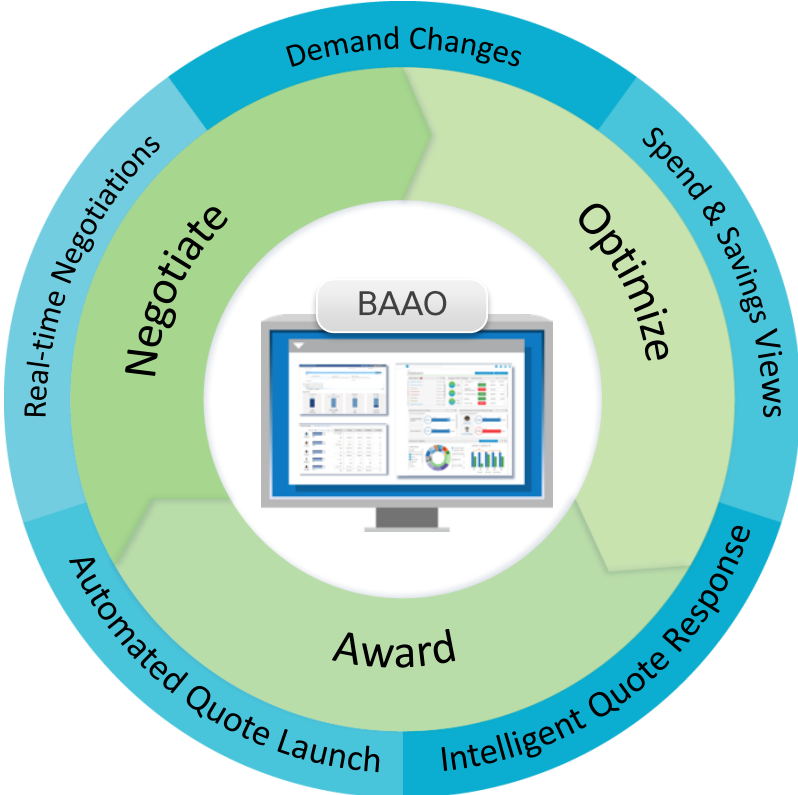 Demand Changes
Spend & Savings Views
Intelligent Quote Response
Automated Quote Launch
Real-time Negotiations
Negotiate
Optimize
Award
BAAO